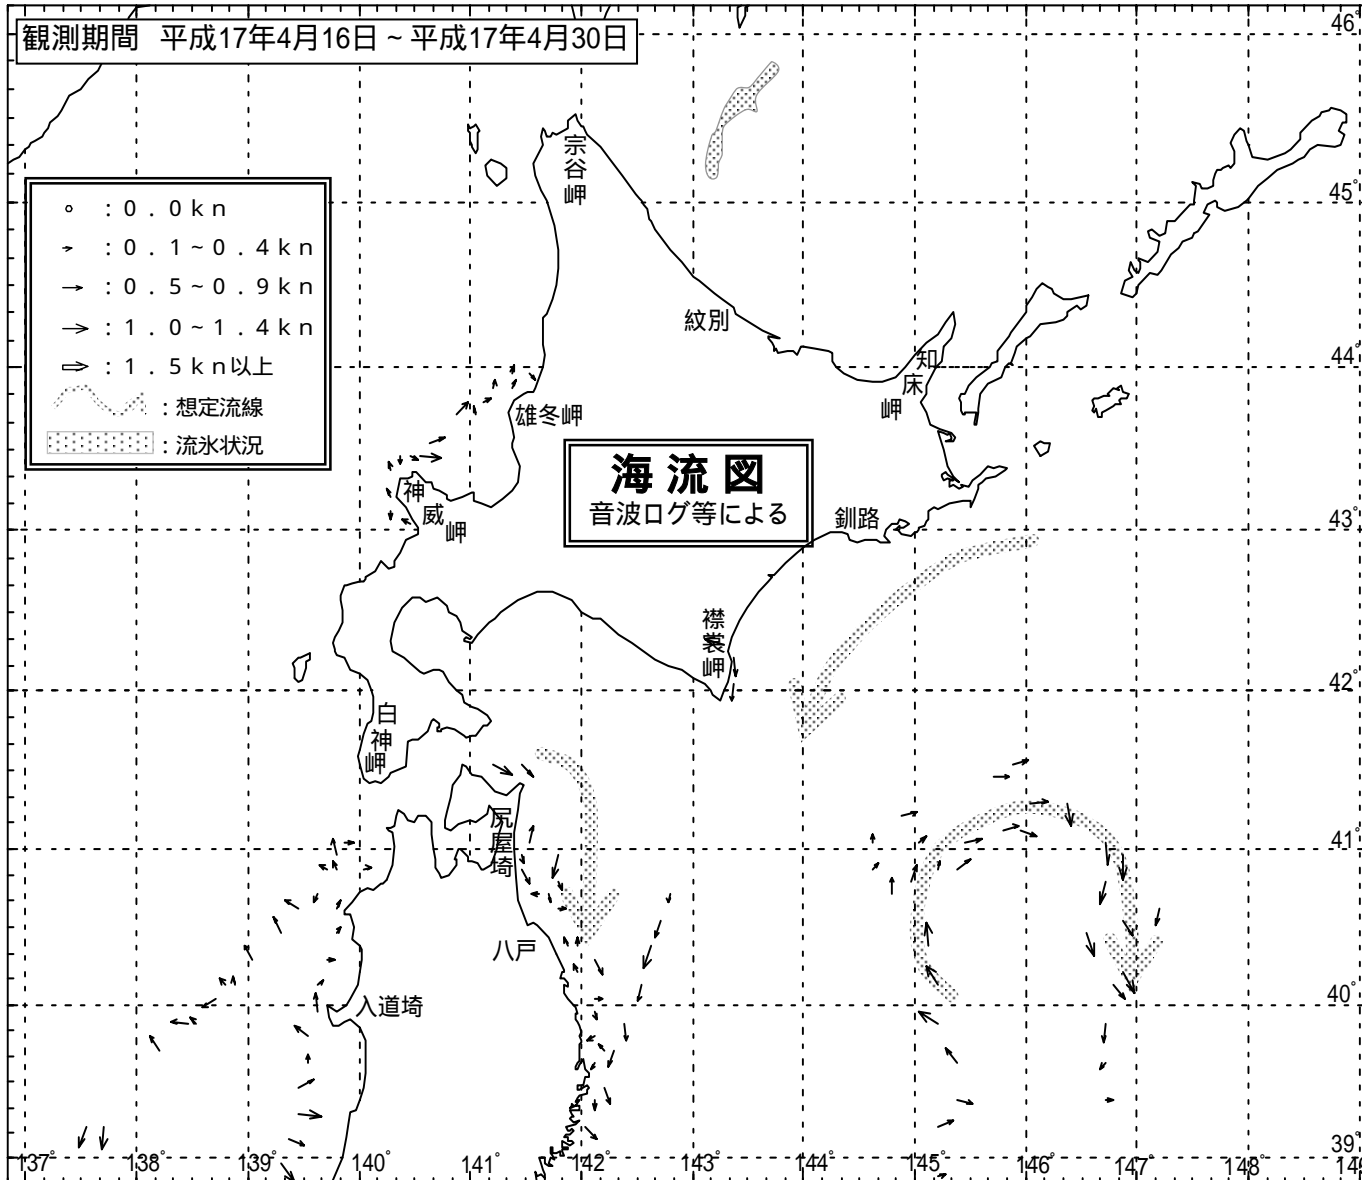 観測期間 平成17年4月16日~平成17年4月30日
:0.0kn
:0.1~0.4kn
:0.5~0.9kn
:1.0~1.4kn
:1.5kn以上
:想定流線
:流氷状況
宗谷岬
紋別
知床岬
雄冬岬
海流図
音波ログ等による
神威岬
釧路
襟裳岬
白神岬
尻屋埼
八戸
入道埼
46°
45°
44°
43°
42°
41°
40°
39°
137° 138° 139° 140° 141° 142° 143° 144° 145° 146° 147° 148° 14